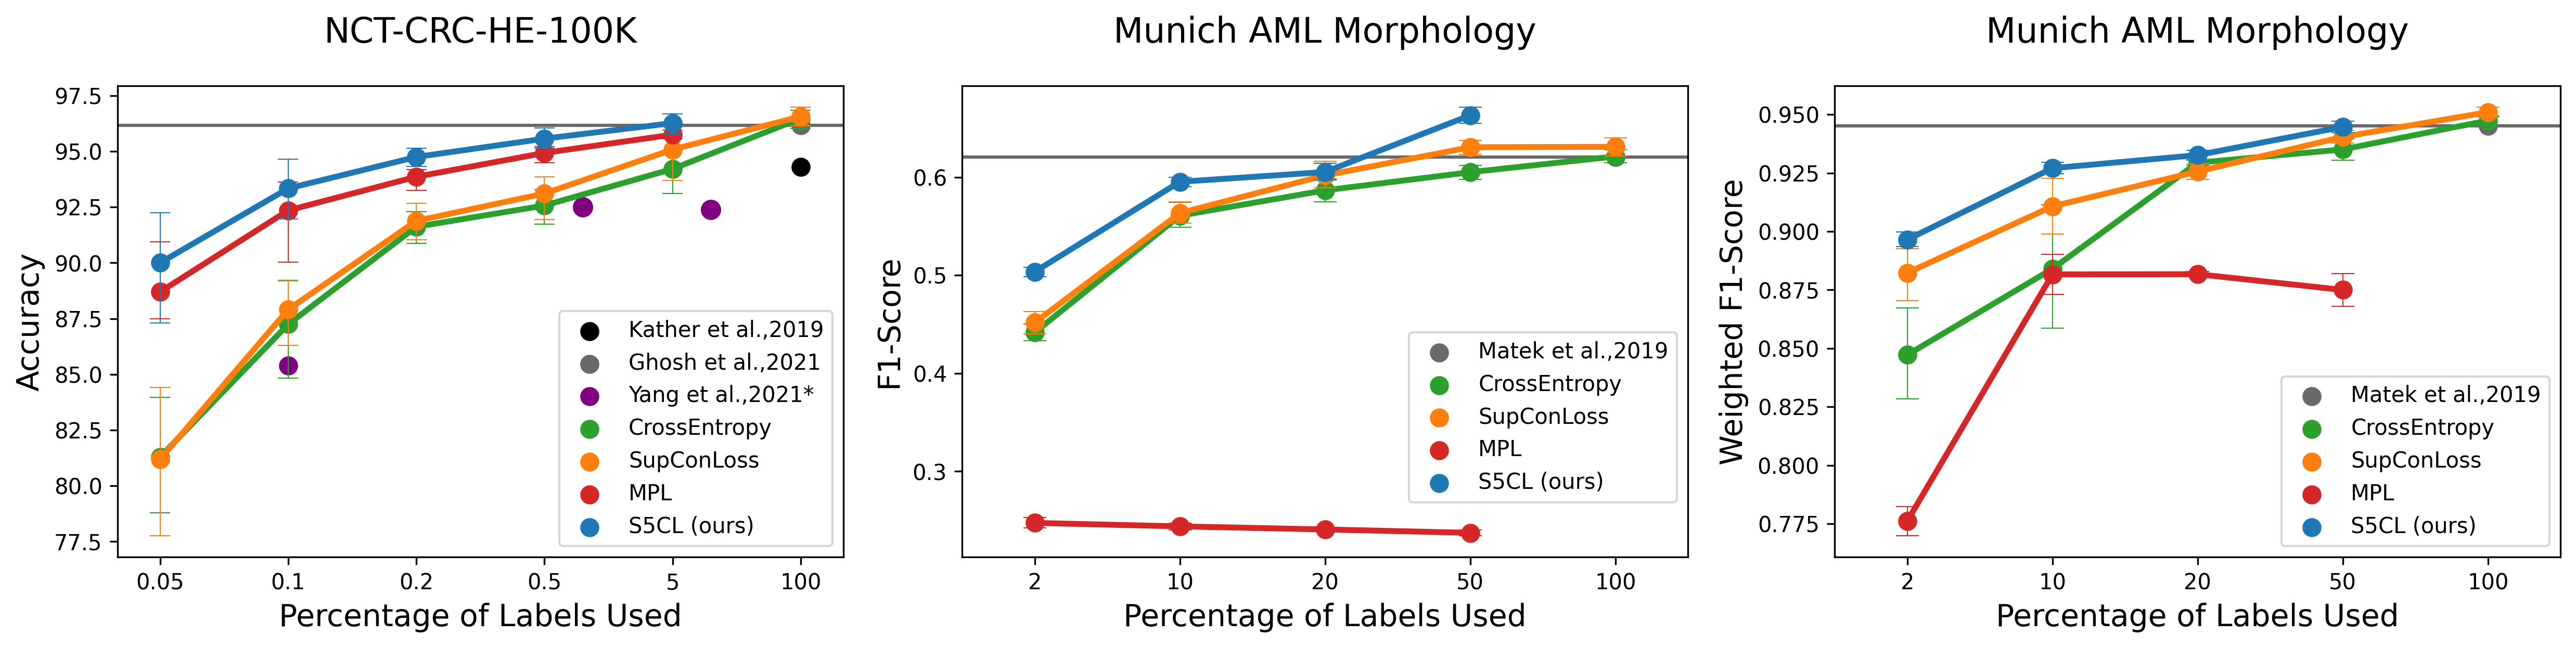 NCT-CRC-HE-100K
97.5
95.0
92.5
90.0
87.5
85.0
82.5
80.0
77.5
Accuracy
0.05 0.1 0.2 0.5 5 100
Percentage of Labels Used
Kather et al.,2019
Ghosh et al.,2021
Yang et al.,2021*
CrossEntropy
SupConLoss
MPL
S5CL (ours)
Munich AML Morphology
0.6
0.5
0.4
0.3
F1-Score
2 10 20 50 100
Percentage of Labels Used
Matek et al.,2019
CrossEntropy
SupConLoss
MPL
S5CL (ours)
Munich AML Morphology
0.950
0.925
0.900
0.875
0.850
0.825
0.800
0.775
Weighted F1-Score
2 10 20 50 100
Percentage of Labels Used
Matek et al.,2019
CrossEntropy
SupConLoss
MPL
S5CL (ours)